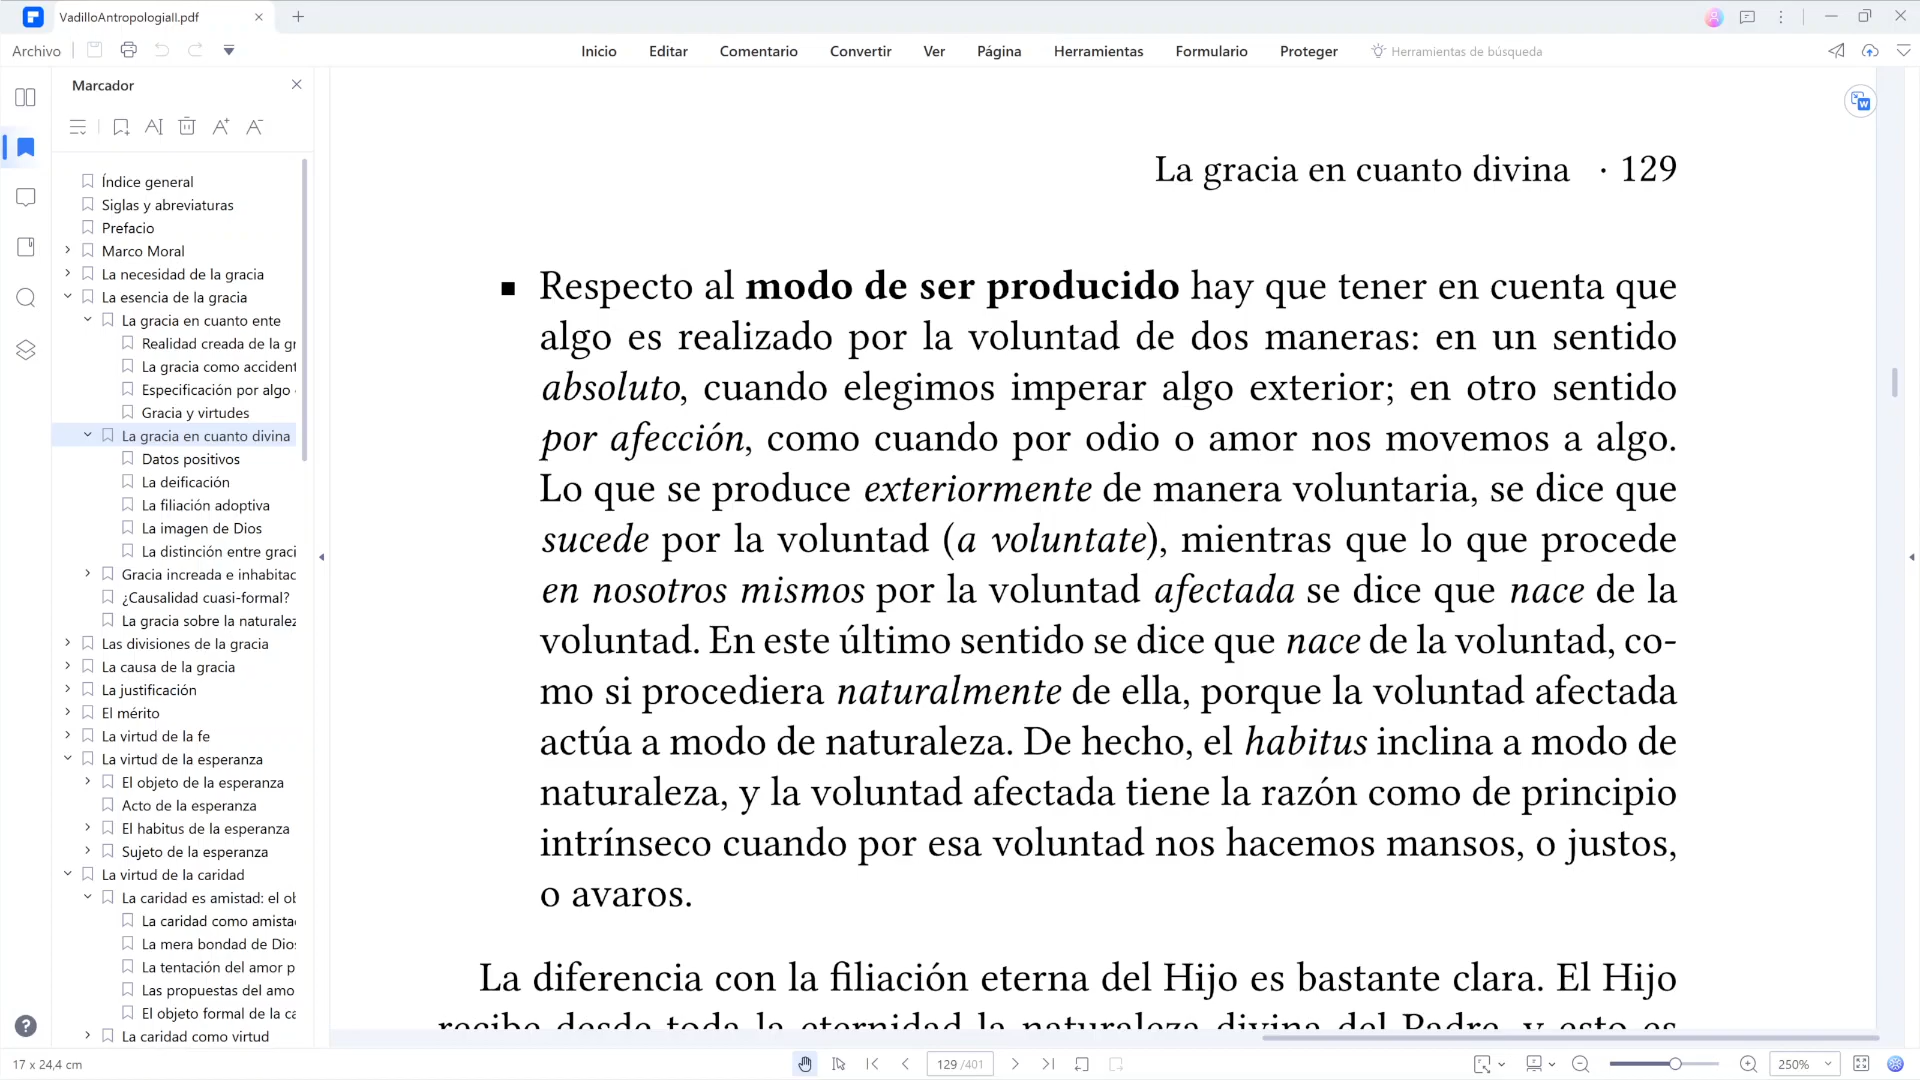 VadilloAntropologiaII.pdf
Archivo
Inicio
Editar
Comentario
Convertir
Ver
Página
Herramientas
Formulario
Proteger
Herramientas de búsqueda
Marcador
Índice general
Siglas y abreviaturas
Prefacio
Marco Moral
La necesidad de la gracia
La esencia de la gracia
La gracia en cuanto ente
Realidad creada de la gr
La gracia como accident
Especificación por algo
Gracia y virtudes
La gracia en cuanto divina
Datos positivos
La deificación
La filiación adoptiva
La imagen de Dios
La distinción entre graci
Gracia increada e inhabitac
¿Causalidad cuasi-formal?
La gracia sobre la naturalez
Las divisiones de la gracia
La causa de la gracia
La justificación
El mérito
La virtud de la fe
La virtud de la esperanza
El objeto de la esperanza
Acto de la esperanza
El habitus de la esperanza
Sujeto de la esperanza
La virtud de la caridad
La caridad es amistad: el ob
La caridad como amista
La mera bondad de Dio
La tentación del amor p
Las propuestas del amo
El objeto formal de la ca
La caridad como virtud
La gracia en cuanto divina · 129
▪ Respecto al modo de ser producido hay que tener en cuenta que
algo es realizado por la voluntad de dos maneras: en un sentido
absoluto, cuando elegimos imperar algo exterior; en otro sentido
por afección, como cuando por odio o amor nos movemos a algo.
Lo que se produce exteriormente de manera voluntaria, se dice que
sucede por la voluntad (a voluntate), mientras que lo que procede
en nosotros mismos por la voluntad afectada se dice que nace de la
voluntad. En este último sentido se dice que nace de la voluntad, co-
mo si procediera naturalmente de ella, porque la voluntad afectada
actúa a modo de naturaleza. De hecho, el habitus inclina a modo de
naturaleza, y la voluntad afectada tiene la razón como de principio
intrínseco cuando por esa voluntad nos hacemos mansos, o justos,
o avaros.
La diferencia con la filiación eterna del Hijo es bastante clara. El Hijo
recibe desde toda la eternidad la naturaleza divina del Padre, y esto es
17 x 24,4 cm
129 /401
250%